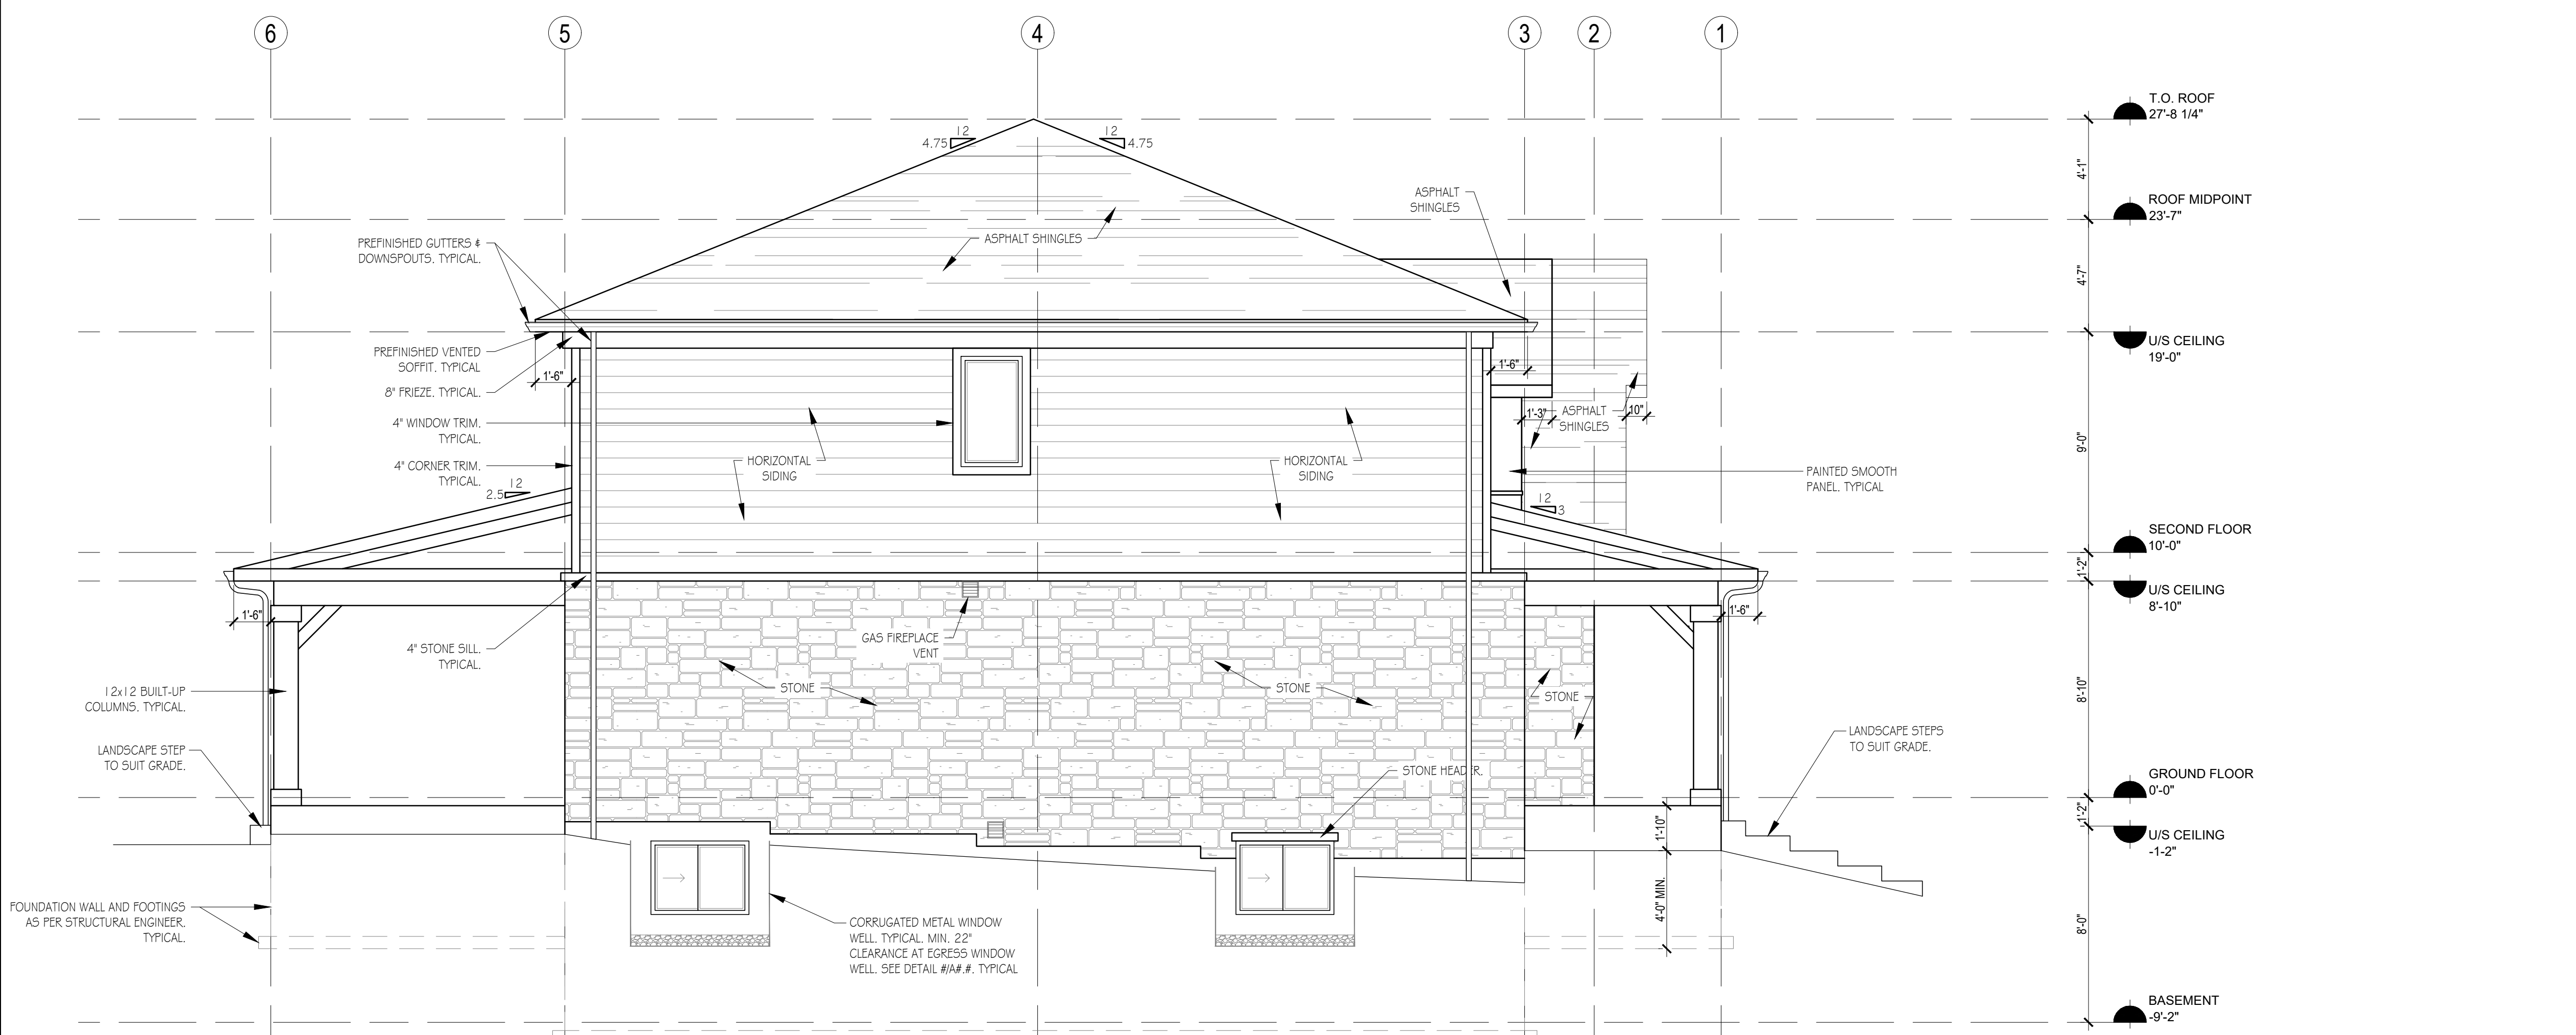 6
5
4
3
2
1
T.O. ROOF
27'-8 1/4"
4'-1"
ROOF MIDPOINT
23'-7"
4'-7"
U/S CEILING
19'-0"
9'-0"
SECOND FLOOR
10'-0"
1'-2"
U/S CEILING
8'-10"
8'-10"
GROUND FLOOR
0'-0"
1'-2"
U/S CEILING
-1'-2"
8'-0"
BASEMENT
-9'-2"
12
4.75
12
4.75
ASPHALT
SHINGLES
ASPHALT SHINGLES
PREFINISHED GUTTERS &
DOWNSPOUTS. TYPICAL.
PREFINISHED VENTED
SOFFIT. TYPICAL
1'-6"
8" FRIEZE. TYPICAL.
4" WINDOW TRIM.
TYPICAL.
4" CORNER TRIM.
TYPICAL.
12
2.5
HORIZONTAL
SIDING
HORIZONTAL
SIDING
1'-6"
1'-3"
ASPHALT
SHINGLES
10"
PAINTED SMOOTH
PANEL. TYPICAL
12
3
1'-6"
4" STONE SILL.
TYPICAL.
GAS FIREPLACE
VENT
1'-6"
12x12 BUILT-UP
COLUMNS. TYPICAL.
STONE
STONE
STONE
LANDSCAPE STEP
TO SUIT GRADE.
STONE HEADER.
LANDSCAPE STEPS
TO SUIT GRADE.
1'-10"
4'-0" MIN.
FOUNDATION WALL AND FOOTINGS
AS PER STRUCTURAL ENGINEER.
TYPICAL.
CORRUGATED METAL WINDOW
WELL. TYPICAL. MIN. 22"
CLEARANCE AT EGRESS WINDOW
WELL. SEE DETAIL #/A#.#. TYPICAL